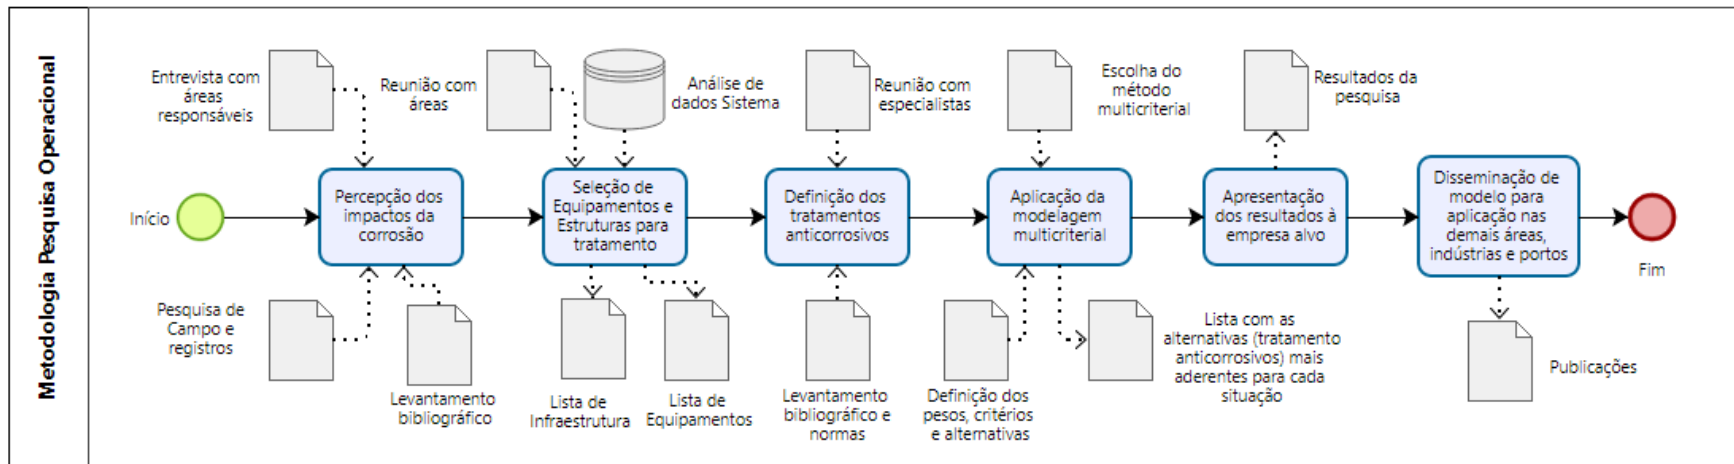 Metodologia Pesquisa Operacional
Entrevista com
áreas
responsáveis
Reunião com
áreas
Análise de
dados Sistema
Reunião com
especialistas
Escolha do
método
multicriterial
Resultados da
pesquisa
Início
Percepção dos
impactos da
corrosão
Seleção de
Equipamentos e
Estruturas para
tratamento
Definição dos
tratamentos
anticorrosivos
Aplicação da
modelagem
multicriterial
Apresentação
dos resultados à
empresa alvo
Disseminação de
modelo para
aplicação nas
demais áreas,
indústrias e portos
Fim
Pesquisa de
Campo e
registros
Levantamento
bibliográfico
Lista de
Infraestrutura
Lista de
Equipamentos
Levantamento
bibliográfico e
normas
Definição dos
pesos, critérios
e alternativas
Lista com as
alternativas (tratamento
anticorrosivos) mais
aderentes para cada
situação
Publicações